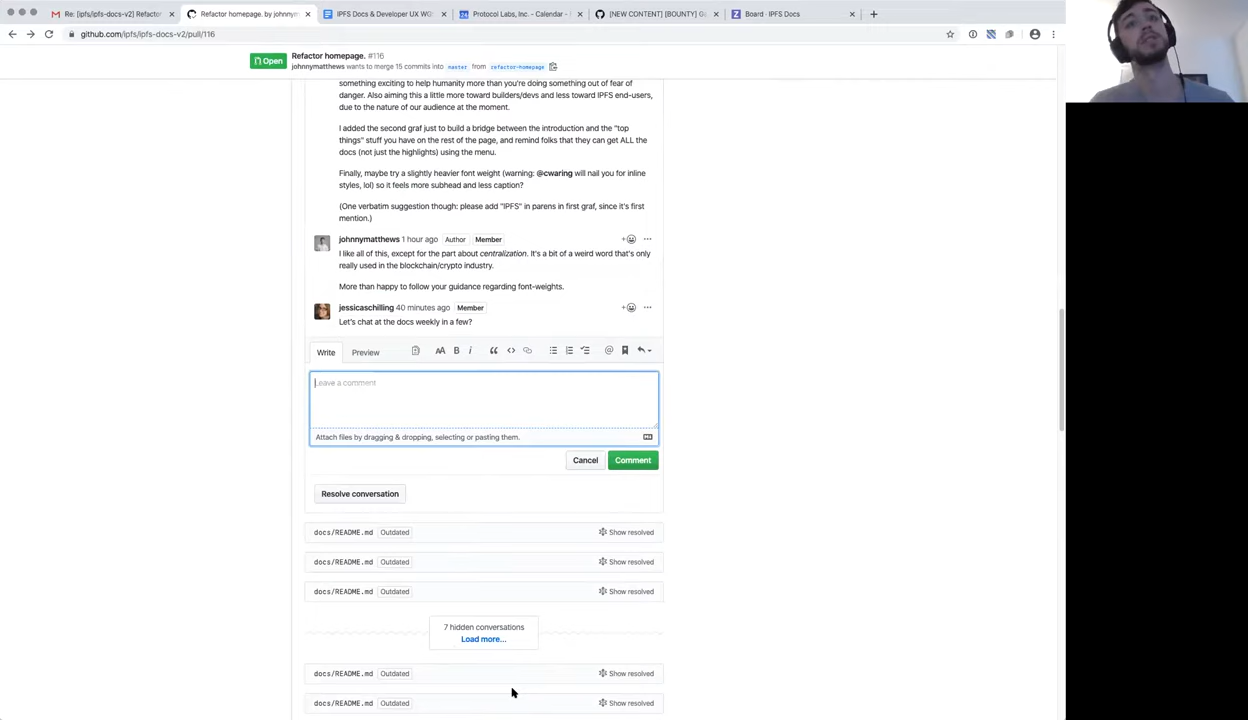 Re: [ipfs/ipfs-docs-v2] Refactor
Refactor homepage. by johnnym
IPFS Docs & Developer UX WG
Protocol Labs, Inc. - Calendar -
[NEW CONTENT] [BOUNTY] G
Board · IPFS Docs
github.com/ipfs/ipfs-docs-v2/pull/116
Open
Refactor homepage. #116
johnnymatthews wants to merge 15 commits into master from refactor-homepage
something exciting to help humanity more than you're doing something out of fear of
danger. Also aiming this a little more toward builders/devs and less toward IPFS end-users,
due to the nature of our audience at the moment.
I added the second graf just to build a bridge between the introduction and the "top
things" stuff you have on the rest of the page, and remind folks that they can get ALL the
docs (not just the highlights) using the menu.
Finally, maybe try a slightly heavier font weight (warning: @cwaring will nail you for inline
styles, lol) so it feels more subhead and less caption?
(One verbatim suggestion though: please add "IPFS" in parens in first graf, since it's first
mention.)
johnnymatthews 1 hour ago Author Member
I like all of this, except for the part about centralization. It's a bit of a weird word that's only
really used in the blockchain/crypto industry.
More than happy to follow your guidance regarding font-weights.
jessicaschilling 40 minutes ago Member
Let's chat at the docs weekly in a few?
Write Preview
Leave a comment
Attach files by dragging & dropping, selecting or pasting them.
Cancel Comment
Resolve conversation
docs/README.md Outdated Show resolved
docs/README.md Outdated Show resolved
docs/README.md Outdated Show resolved
7 hidden conversations
Load more...
docs/README.md Outdated Show resolved
docs/README.md Outdated Show resolved